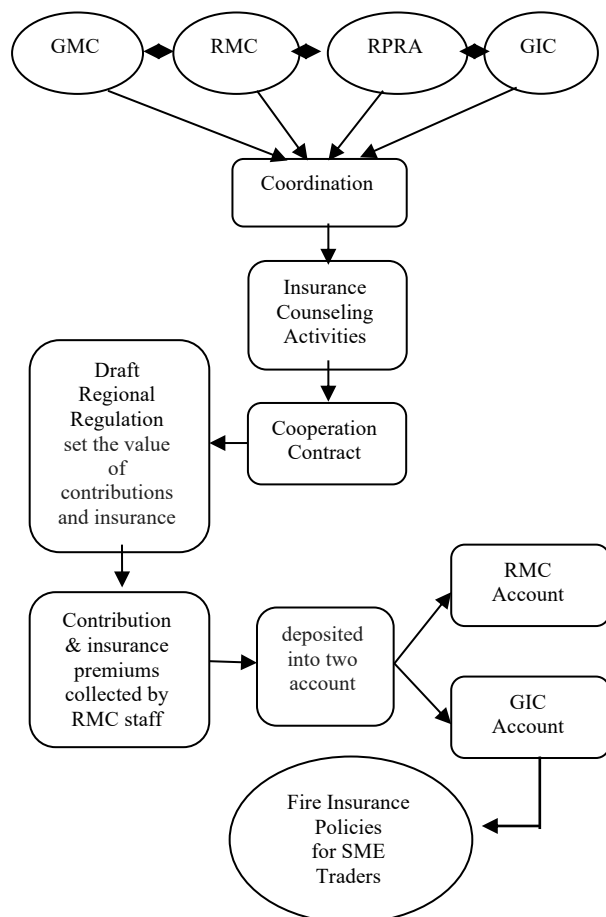 GMC
RMC
RPRA
GIC
Coordination
Insurance
Counseling
Activities
Draft
Regional
Regulation
set the value
of
contributions
and insurance
Cooperation
Contract
RMC
Account
Contribution
& insurance
premiums
collected by
RMC staff
deposited
into two
account
GIC
Account
Fire Insurance
Policies
for SME
Traders